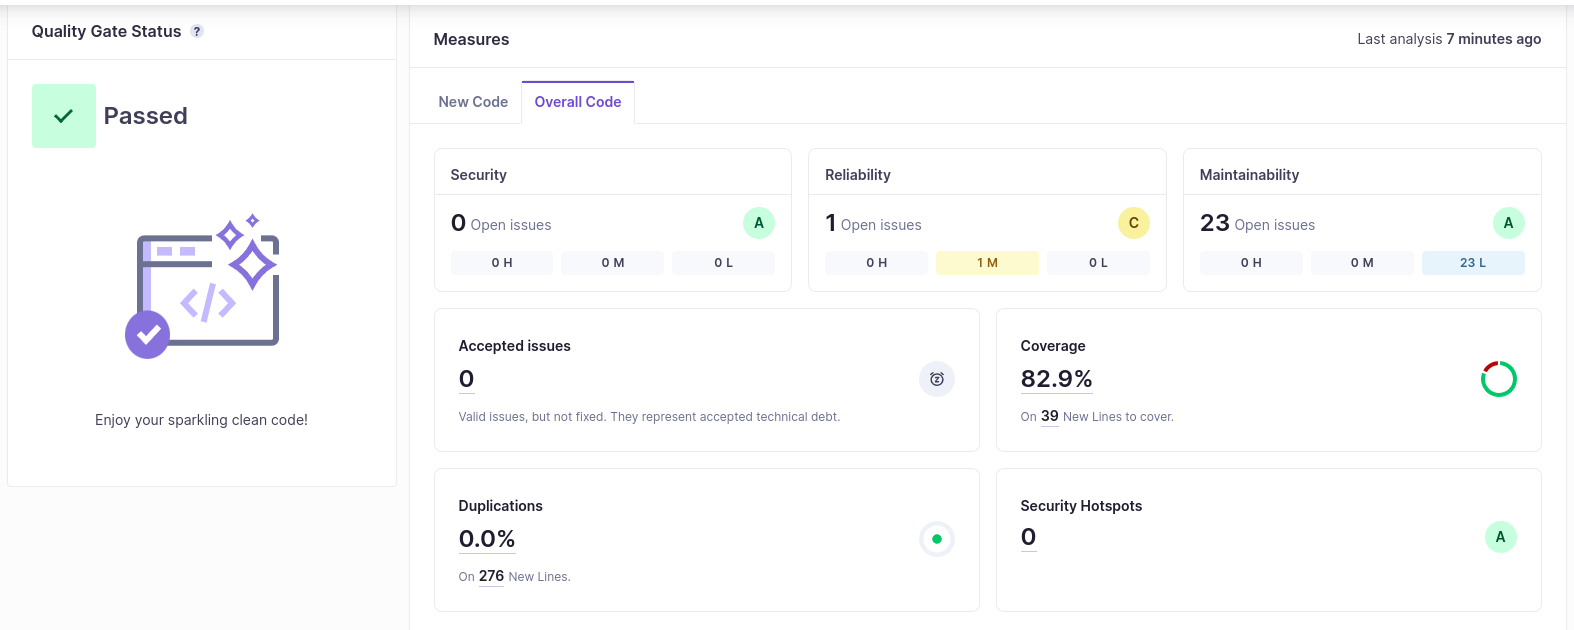 Quality Gate Status ?
Passed
Enjoy your sparkling clean code!
Measures
Last analysis 7 minutes ago
New Code
Overall Code
Security
0 Open issues
A
0 H
0 M
0 L
Reliability
1 Open issues
C
0 H
1 M
0 L
Maintainability
23 Open issues
A
0 H
0 M
23 L
Accepted issues
0
Valid issues, but not fixed. They represent accepted technical debt.
Coverage
82.9%
On 39 New Lines to cover.
Duplications
0.0%
On 276 New Lines.
Security Hotspots
0
A